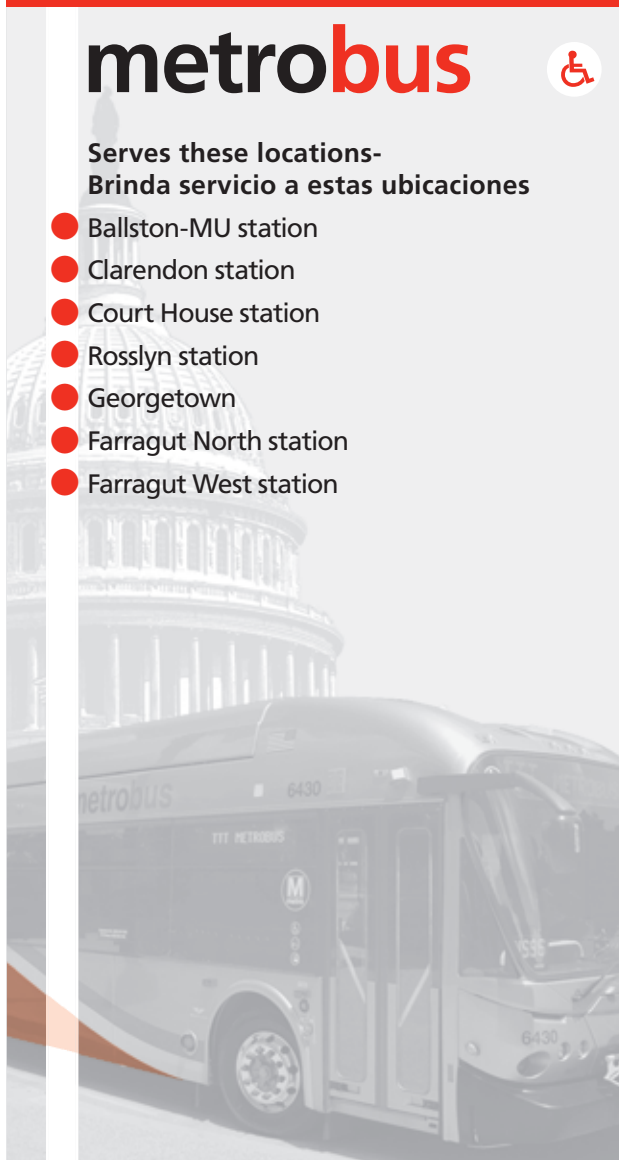 metrobus
Serves these locations-
Brinda servicio a estas ubicaciones
Ballston-MU station
Clarendon station
Court House station
Rosslyn station
Georgetown
Farragut North station
Farragut West station
metrobus
6430
TYT METROBUS
M
6430